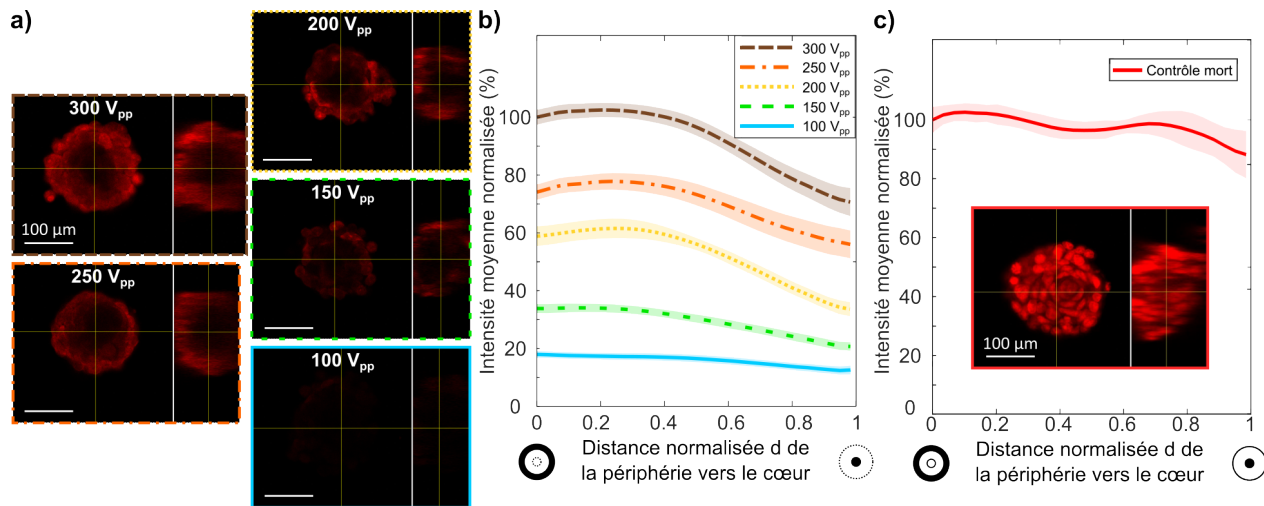 a)
300 Vpp
100 µm
250 Vpp
200 Vpp
150 Vpp
100 Vpp
b)
Intensité moyenne normalisée (%)
100
80
60
40
20
0
0 0.2 0.4 0.6 0.8 1
300 Vpp
250 Vpp
200 Vpp
150 Vpp
100 Vpp
Distance normalisée d de
la périphérie vers le cœur
c)
Intensité moyenne normalisée (%)
100
80
60
40
20
0
0 0.2 0.4 0.6 0.8 1
Contrôle mort
100 µm
Distance normalisée d de
la périphérie vers le cœur